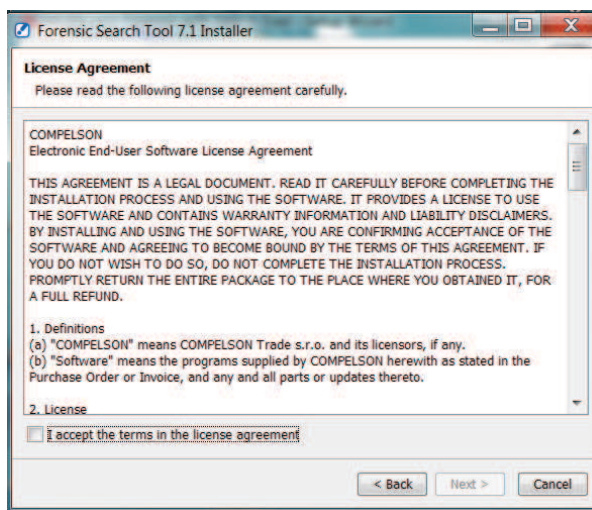 Forensic Search Tool 7.1 Installer
License Agreement
Please read the following license agreement carefully.
COMPELSON
Electronic End-User Software License Agreement
THIS AGREEMENT IS A LEGAL DOCUMENT. READ IT CAREFULLY BEFORE COMPLETING THE
INSTALLATION PROCESS AND USING THE SOFTWARE. IT PROVIDES A LICENSE TO USE
THE SOFTWARE AND CONTAINS WARRANTY INFORMATION AND LIABILITY DISCLAIMERS.
BY INSTALLING AND USING THE SOFTWARE, YOU ARE CONFIRMING ACCEPTANCE OF THE
SOFTWARE AND AGREEING TO BECOME BOUND BY THE TERMS OF THIS AGREEMENT. IF
YOU DO NOT WISH TO DO SO, DO NOT COMPLETE THE INSTALLATION PROCESS.
PROMPTLY RETURN THE ENTIRE PACKAGE TO THE PLACE WHERE YOU OBTAINED IT, FOR
A FULL REFUND.
1. Definitions
(a) "COMPELSON" means COMPELSON Trade s.r.o. and its licensors, if any.
(b) "Software" means the programs supplied by COMPELSON herewith as stated in the
Purchase Order or Invoice, and any and all parts or updates thereto.
2. License
I accept the terms in the license agreement
< Back
Next >
Cancel